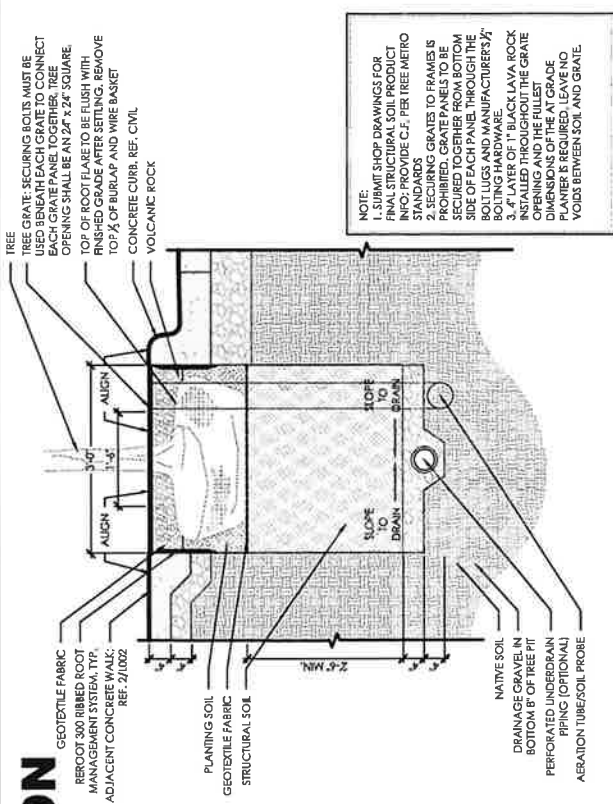 ON
TREE
TREE GRATE: SECURING BOLTS MUST BE
USED BENEATH EACH GRATE TO CONNECT
EACH GRATE PANEL TOGETHER, TREE
OPENING SHALL BE AN 24" x 24" SQUARE.
TOP OF ROOT FLARE TO BE FLUSH WITH
FINISHED GRADE AFTER SETTLING, REMOVE
TOP OF BURLAP AND WIRE BASKET
CONCRETE CURB, REF. CIVIL
VOLCANIC ROCK
ALIGN
3'-0"
1'-6"
ALIGN
GEOTEXTILE FABRIC
REROOT 300 RIBBED ROOT
MANAGEMENT SYSTEM, TYP.
ADJACENT CONCRETE WALK;
REF. 2/L002
PLANTING SOIL
GEOTEXTILE FABRIC
STRUCTURAL SOIL
2'-6" MIN.
SLOPE
TO
DRAIN
SLOPE
TO
DRAIN
NATIVE SOIL
DRAINAGE GRAVEL IN
BOTTOM 8" OF TREE PIT
PERFORATED UNDERDRAIN
PIPING (OPTIONAL)
AERATION TUBE/SOIL PROBE
NOTE:
1. SUBMIT SHOP DRAWINGS FOR
FINAL STRUCTURAL SOIL PRODUCT
INFO; PROVIDE C.F. PER TREE METRO
STANDARDS
2. SECURING GRATES TO FRAMES IS
PROHIBITED. GRATE PANELS TO BE
SECURED TOGETHER FROM BOTTOM
SIDE OF EACH PANEL THROUGH THE
BOLT LUGS AND MANUFACTURER'S
BOLTING HARDWARE.
3. 4" LAYER OF 1" BLACK LAVA ROCK
INSTALLED THROUGHOUT THE GRATE
OPENING AND THE FULLEST
DIMENSIONS OF THE AT GRADE
PLANTER IS REQUIRED, LEAVE NO
VOIDS BETWEEN SOIL AND GRATE.